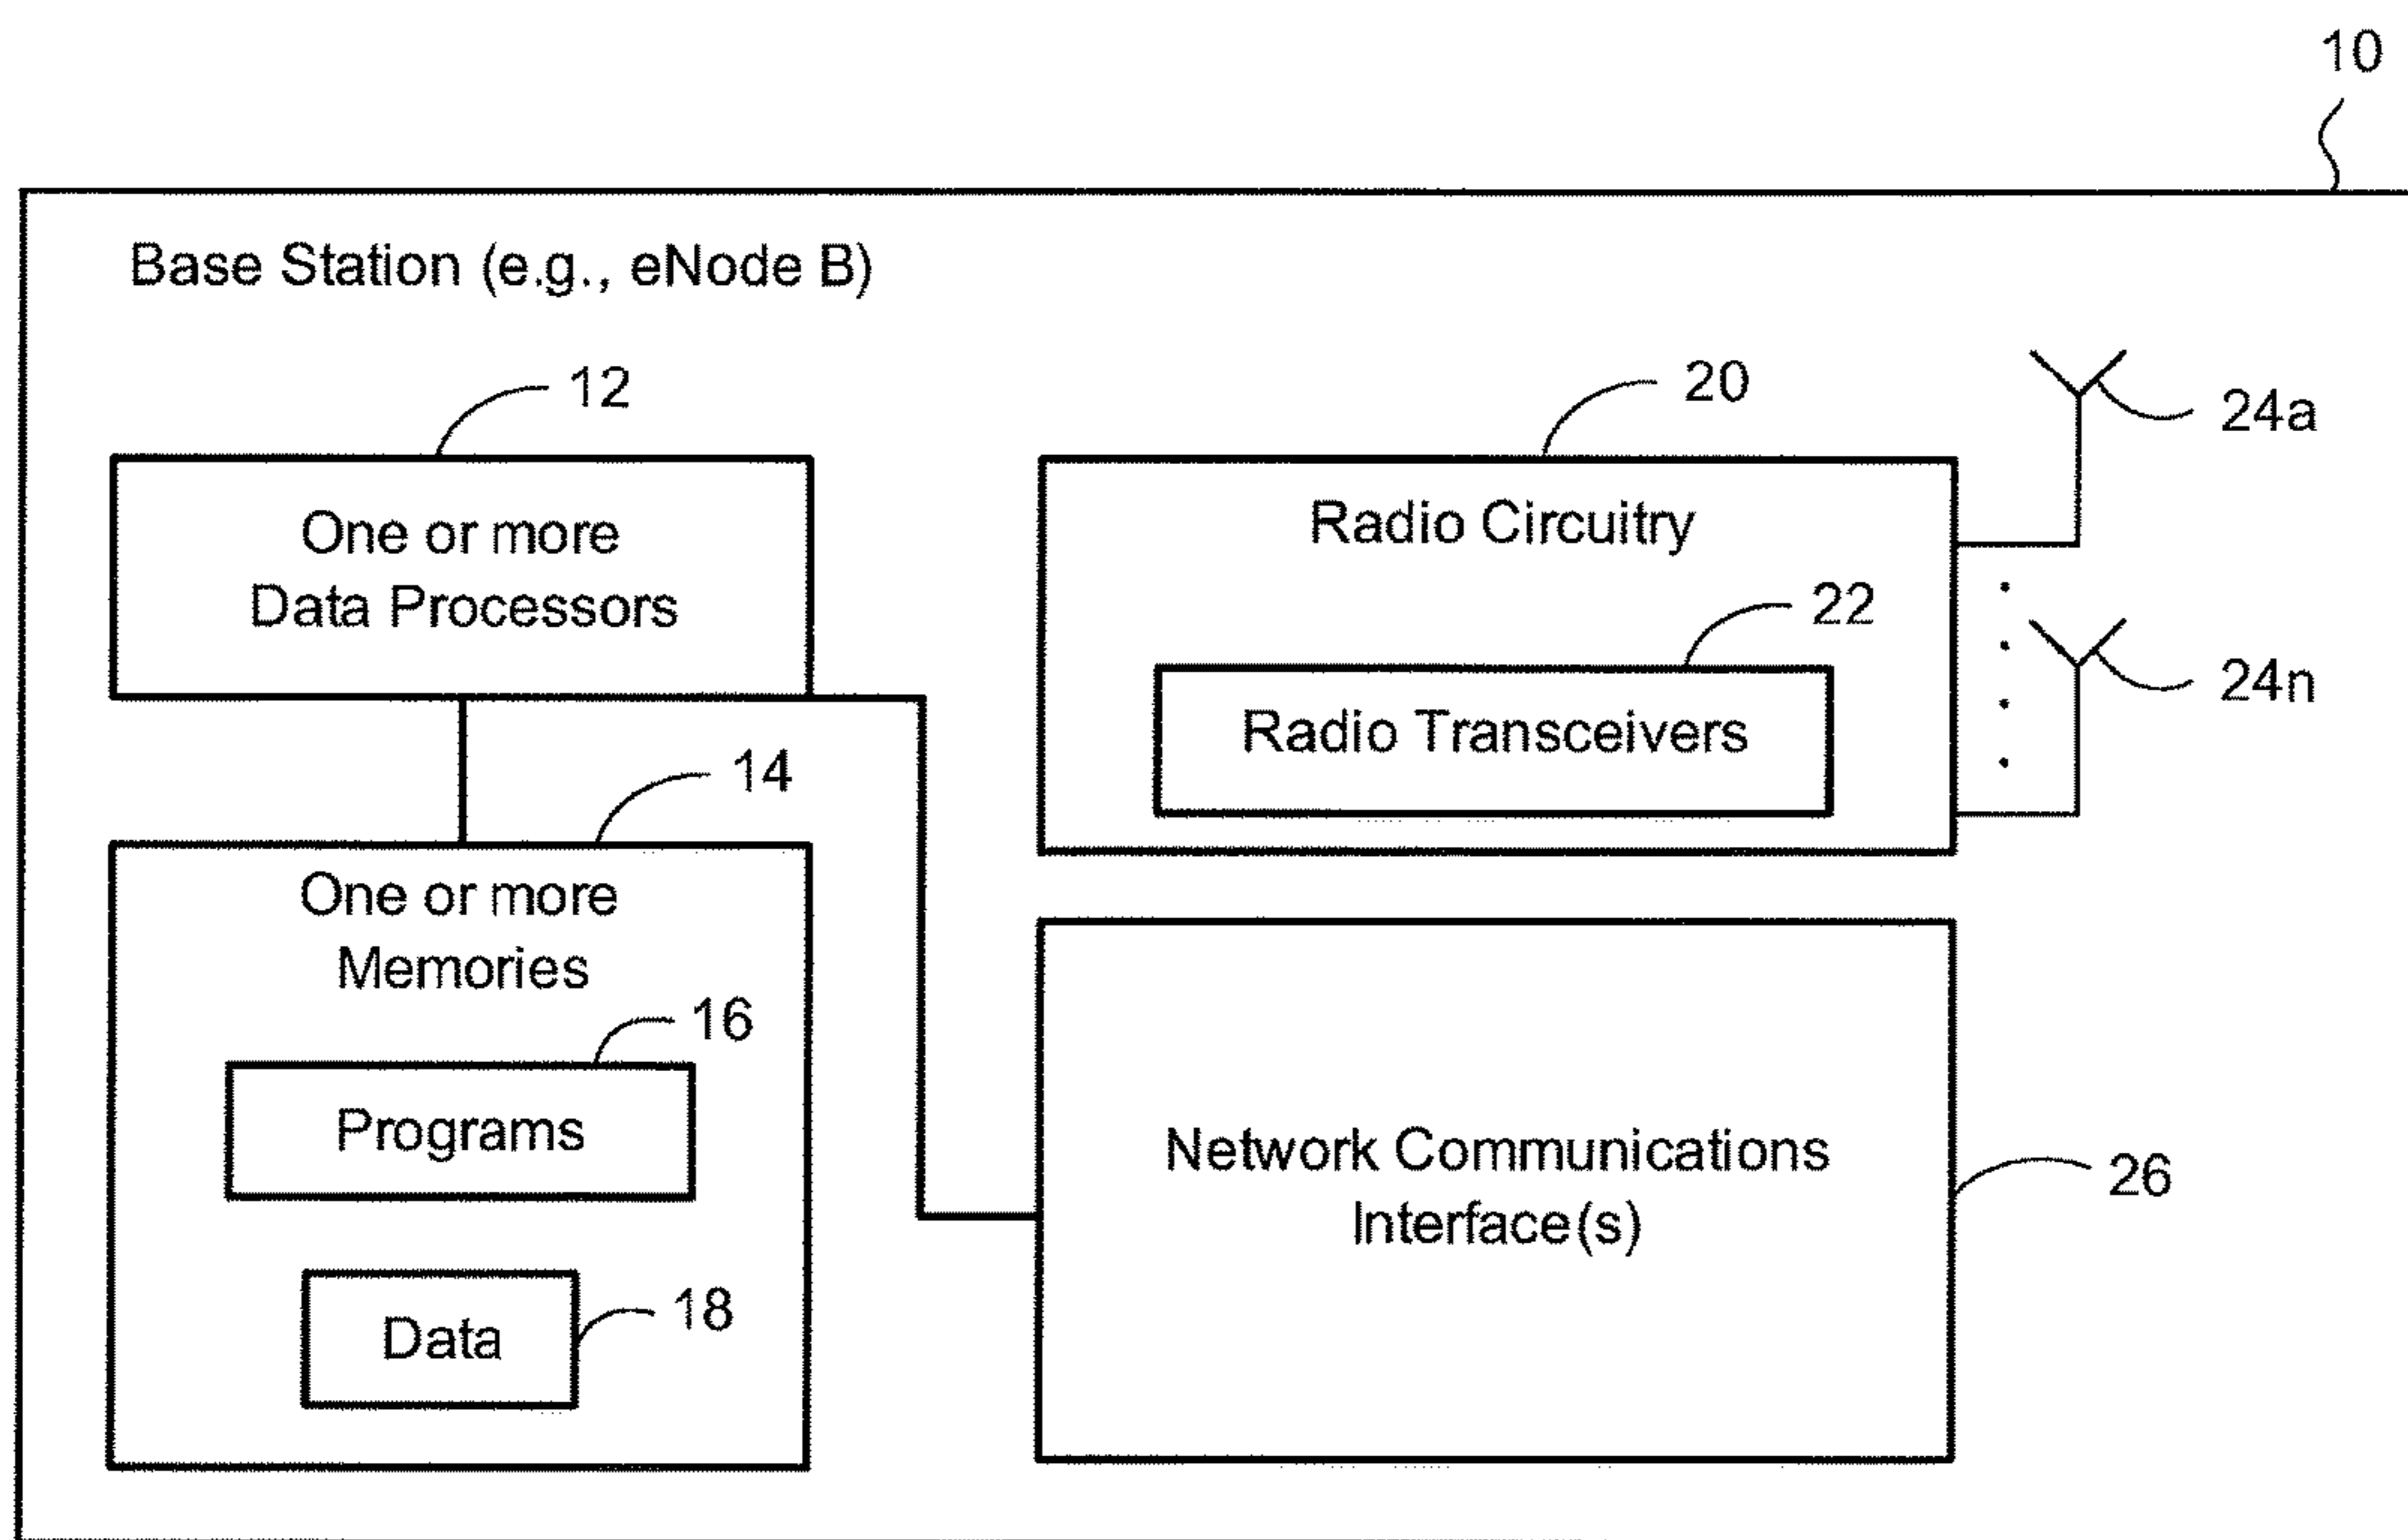 10
Base Station (e.g., eNode B)
12
One or more
Data Processors
20
Radio Circuitry
22
Radio Transceivers
24a
24n
14
One or more
Memories
16
Programs
18
Data
Network Communications
Interface(s)
26